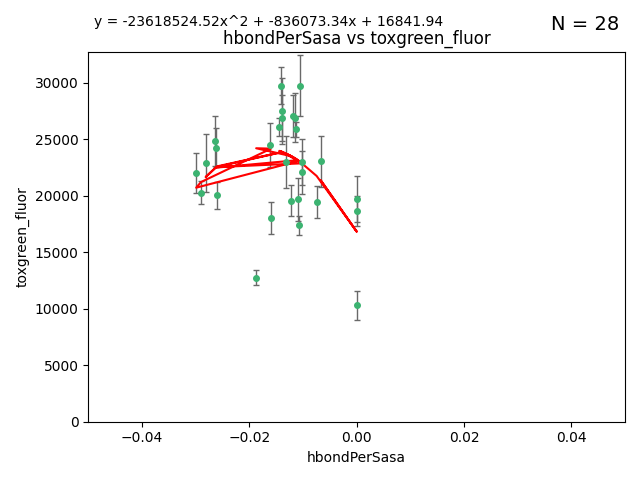 y = -23618524.52x^2 + -836073.34x + 16841.94
N = 28
hbondPerSasa vs toxgreen_fluor
30000
25000
20000
15000
10000
5000
0
toxgreen_fluor
−0.04
−0.02
0.00
0.02
0.04
hbondPerSasa